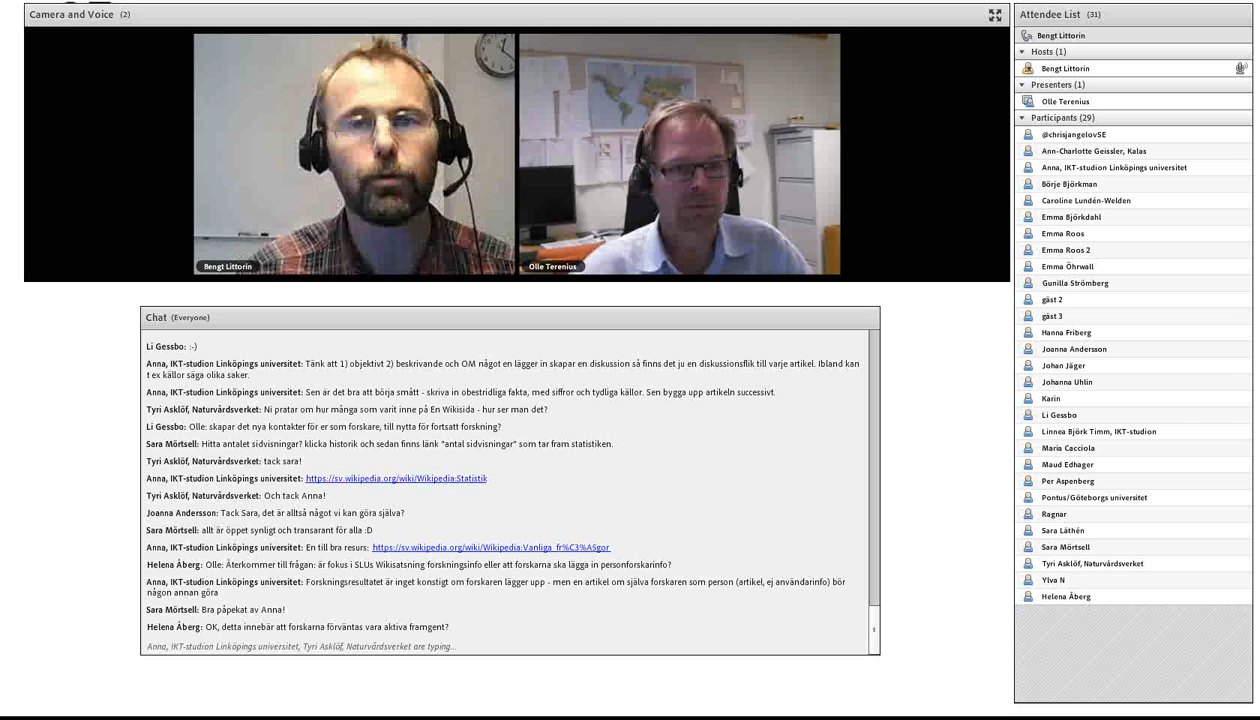 Camera and Voice (2)
Bengt Littorin
Olle Terenius
Chat (Everyone)
Li Gessbo: :-)
Anna, IKT-studion Linköpings universitet: Tänk att 1) objektivt 2) beskrivande och OM något en lägger in skapar en diskussion så finns det ju en diskussionsflik till varje artikel. Ibland kan
t ex källor säga olika saker.
Anna, IKT-studion Linköpings universitet: Sen är det bra att börja smått - skriva in obestridliga fakta, med siffror och tydliga källor. Sen bygga upp artikeln successivt.
Tyri Asklöf, Naturvårdsverket: Ni pratar om hur många som varit inne på En Wikisida - hur ser man det?
Li Gessbo: Olle: skapar det nya kontakter för er som forskare, till nytta för fortsatt forskning?
Sara Mörtsell: Hitta antalet sidvisningar? klicka historik och sedan finns länk "antal sidvisningar" som tar fram statistiken.
Tyri Asklöf, Naturvårdsverket: tack sara!
Anna, IKT-studion Linköpings universitet: https://sv.wikipedia.org/wiki/Wikipedia:Statistik
Tyri Asklöf, Naturvårdsverket: Och tack Anna!
Joanna Andersson: Tack Sara, det är alltså något vi kan göra själva?
Sara Mörtsell: allt är öppet synligt och transarant för alla :D
Anna, IKT-studion Linköpings universitet: En till bra resurs: https://sv.wikipedia.org/wiki/Wikipedia:Vanliga_fr%C3%A5gor
Helena Åberg: Olle: Återkommer till frågan: är fokus i SLUs Wikisatsning forskningsinfo eller att forskarna ska lägga in personforskarinfo?
Anna, IKT-studion Linköpings universitet: Forskningsresultatet är inget konstigt om forskaren lägger upp - men en artikel om själva forskaren som person (artikel, ej användarinfo) bör
någon annan göra
Sara Mörtsell: Bra påpekat av Anna!
Helena Åberg: OK, detta innebär att forskarna förväntas vara aktiva framgent?
Anna, IKT-studion Linköpings universitet, Tyri Asklöf, Naturvårdsverket are typing...
Attendee List (31)
Bengt Littorin
Hosts (1)
Bengt Littorin
Presenters (1)
Olle Terenius
Participants (29)
@chrisjangelovSE
Ann-Charlotte Geissler, Kalas
Anna, IKT-studion Linköpings universitet
Börje Björkman
Caroline Lundén-Welden
Emma Björkdahl
Emma Roos
Emma Roos 2
Emma Öhrwall
Gunilla Strömberg
gäst 2
gäst 3
Hanna Friberg
Joanna Andersson
Johan Jäger
Johanna Uhlin
Karin
Li Gessbo
Linnea Björk Timm, IKT-studion
Maria Cacciola
Maud Edhager
Per Aspenberg
Pontus/Göteborgs universitet
Ragnar
Sara Låthén
Sara Mörtsell
Tyri Asklöf, Naturvårdsverket
Ylva N
Helena Åberg